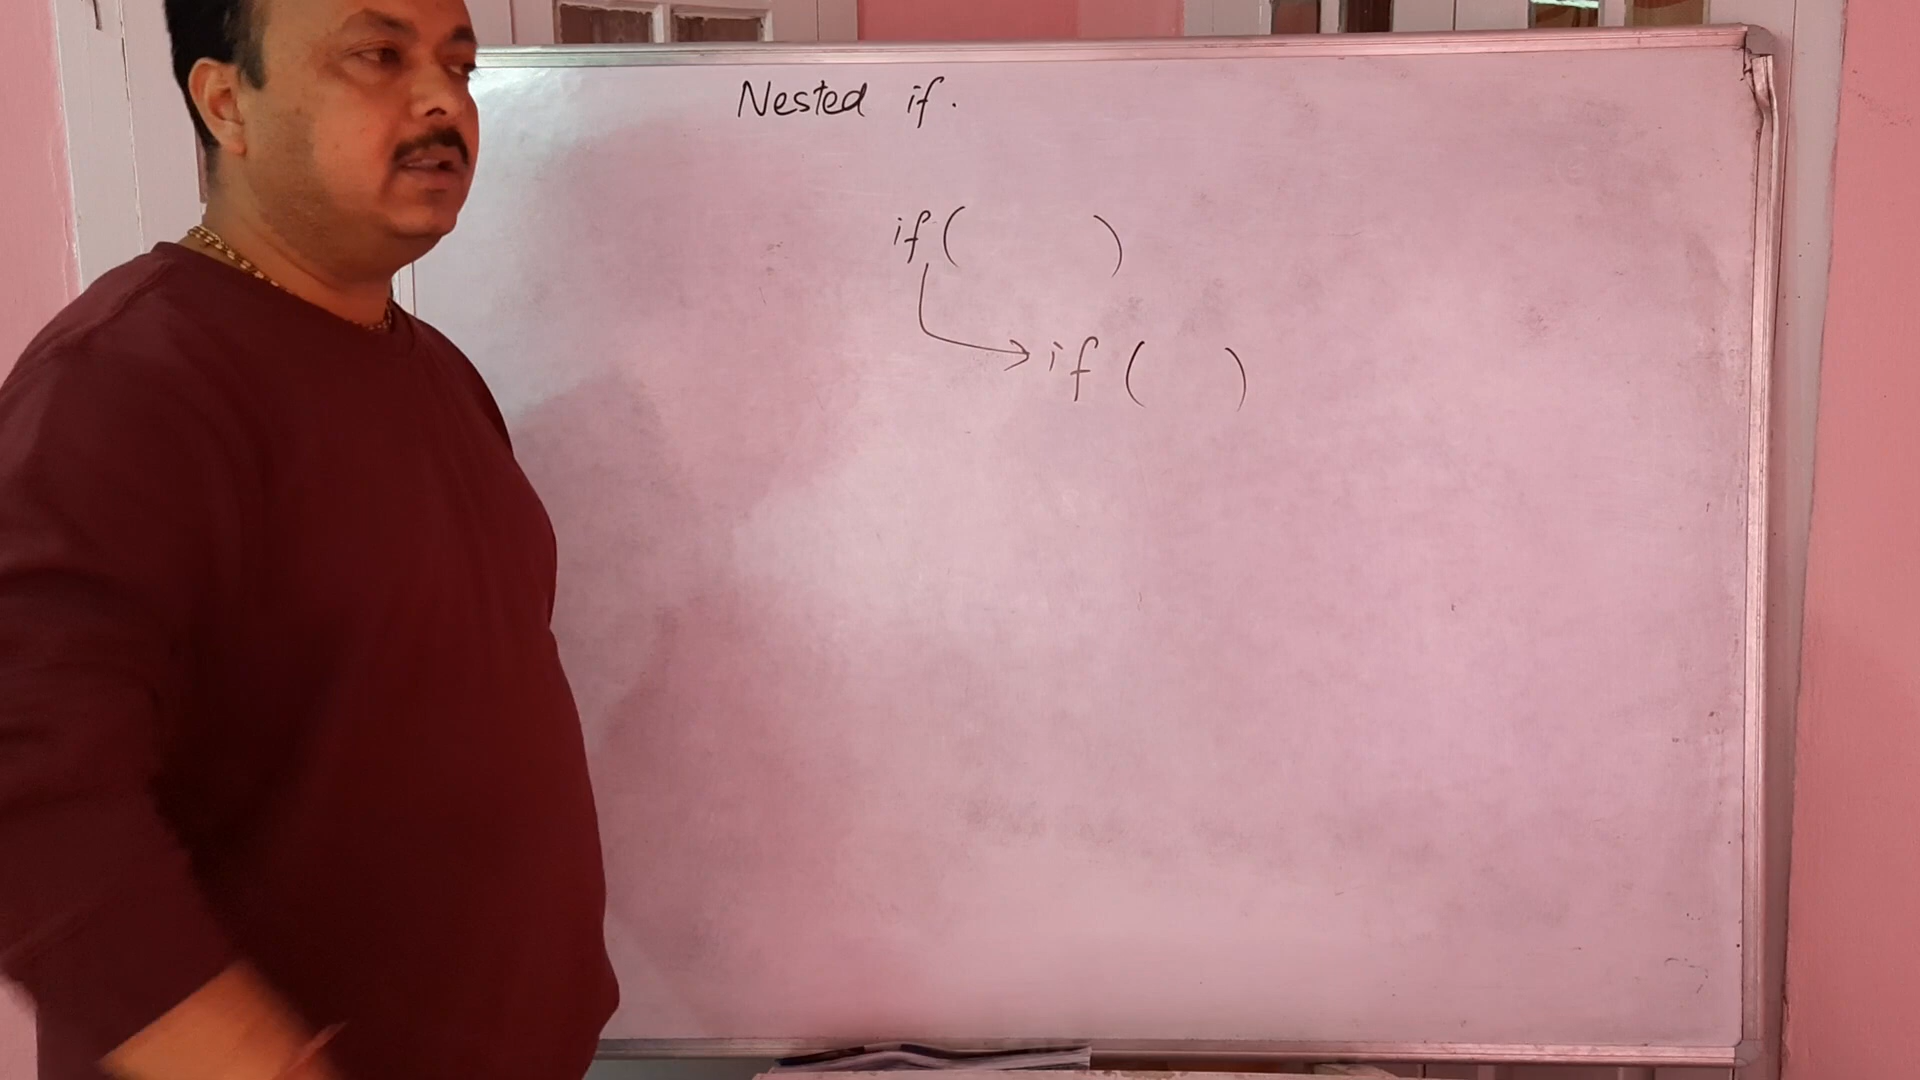 Nested if.
if ( )
if ( )